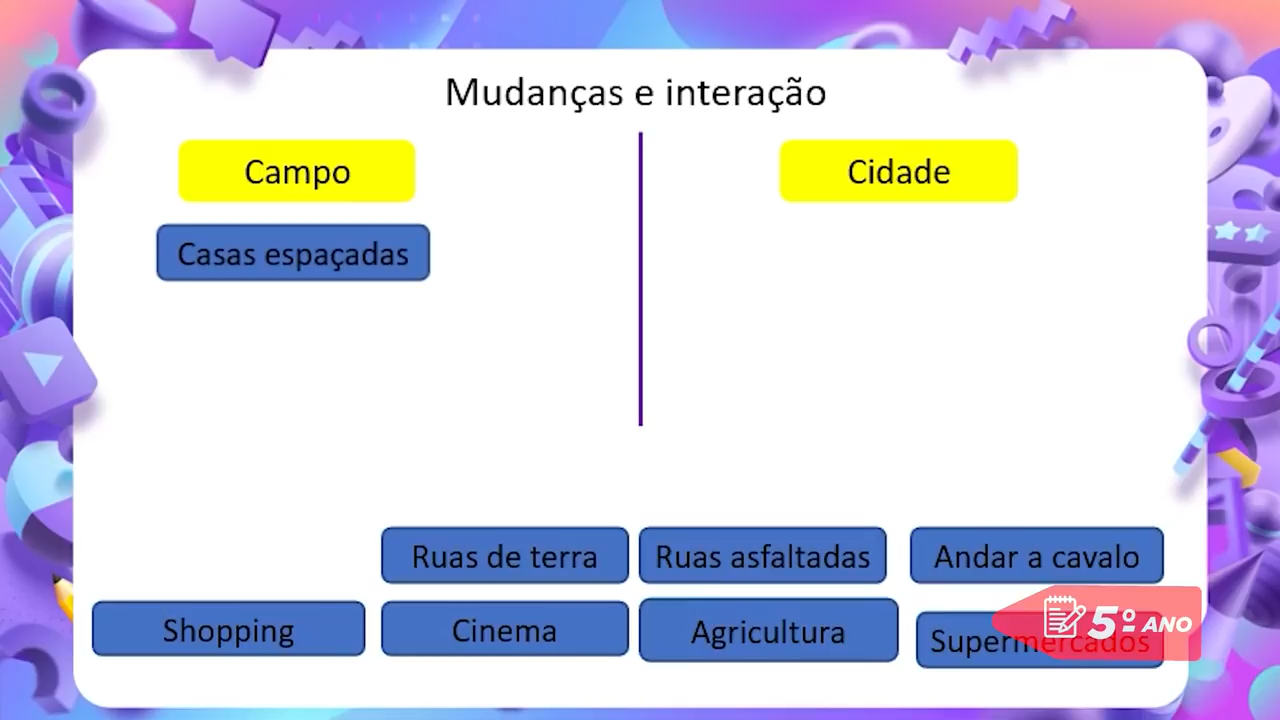 Mudanças e interação
Campo
Cidade
Casas espaçadas
Ruas de terra
Ruas asfaltadas
Andar a cavalo
Shopping
Cinema
Agricultura
Supermercados
5º ANO